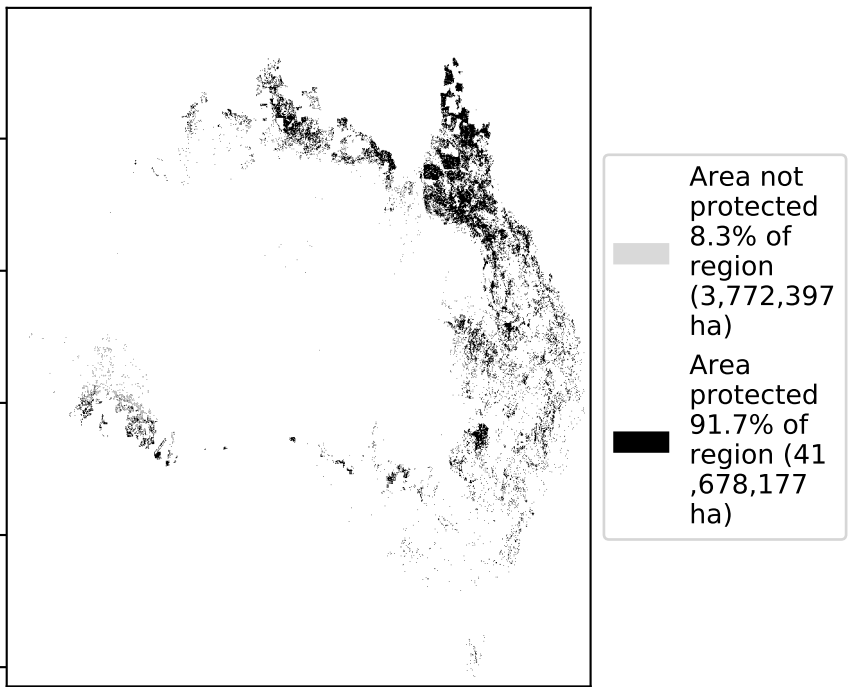 Area not
protected
8.3% of
region
(3,772,397
ha)
Area
protected
91.7% of
region (41
,678,177
ha)